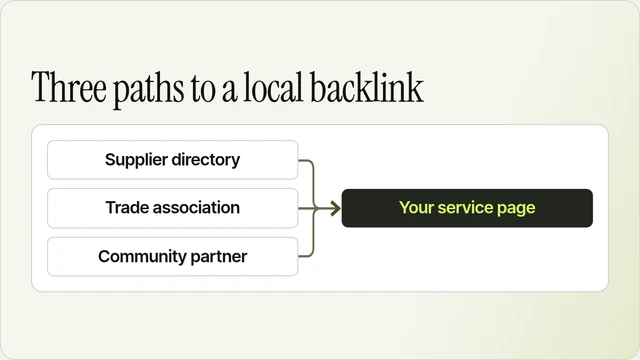 Three paths to a local backlink
Supplier directory
Trade association
Community partner
Your service page